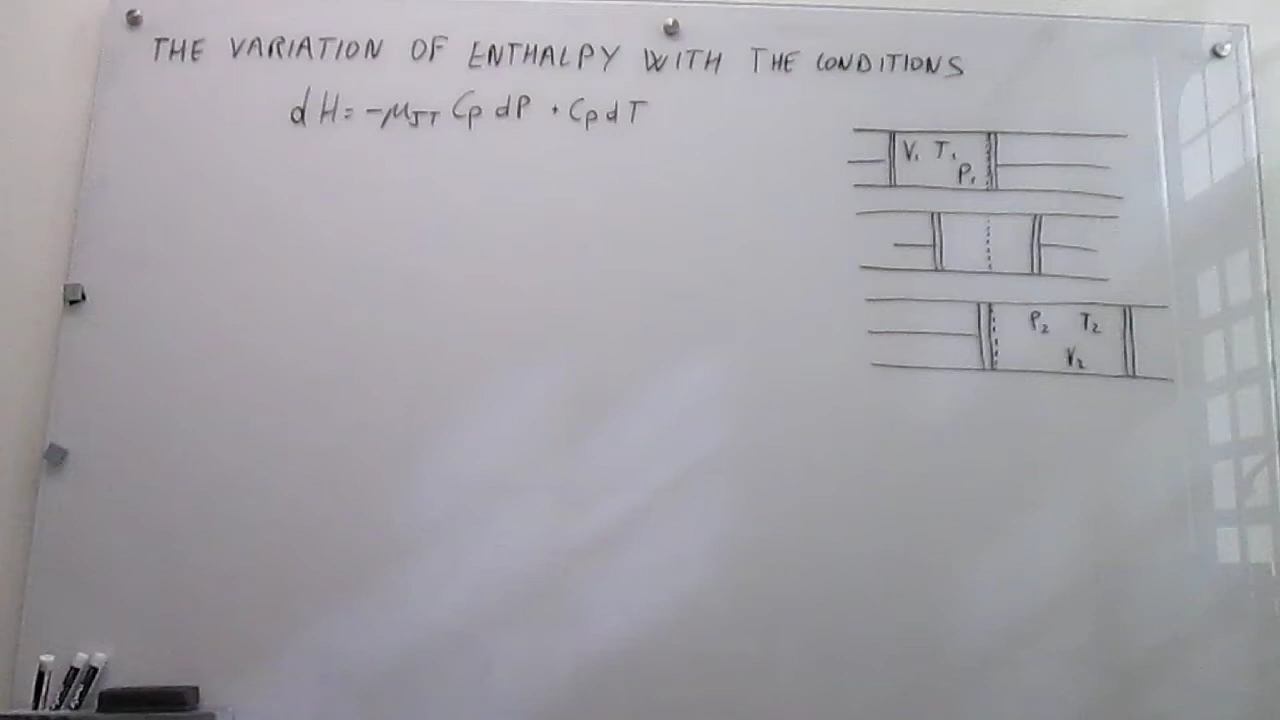 THE VARIATION OF ENTHALPY WITH THE CONDITIONS
dH = -μJT Cp dP + Cp dT
V₁ T₁
P₁
P₂ T₂
V₂